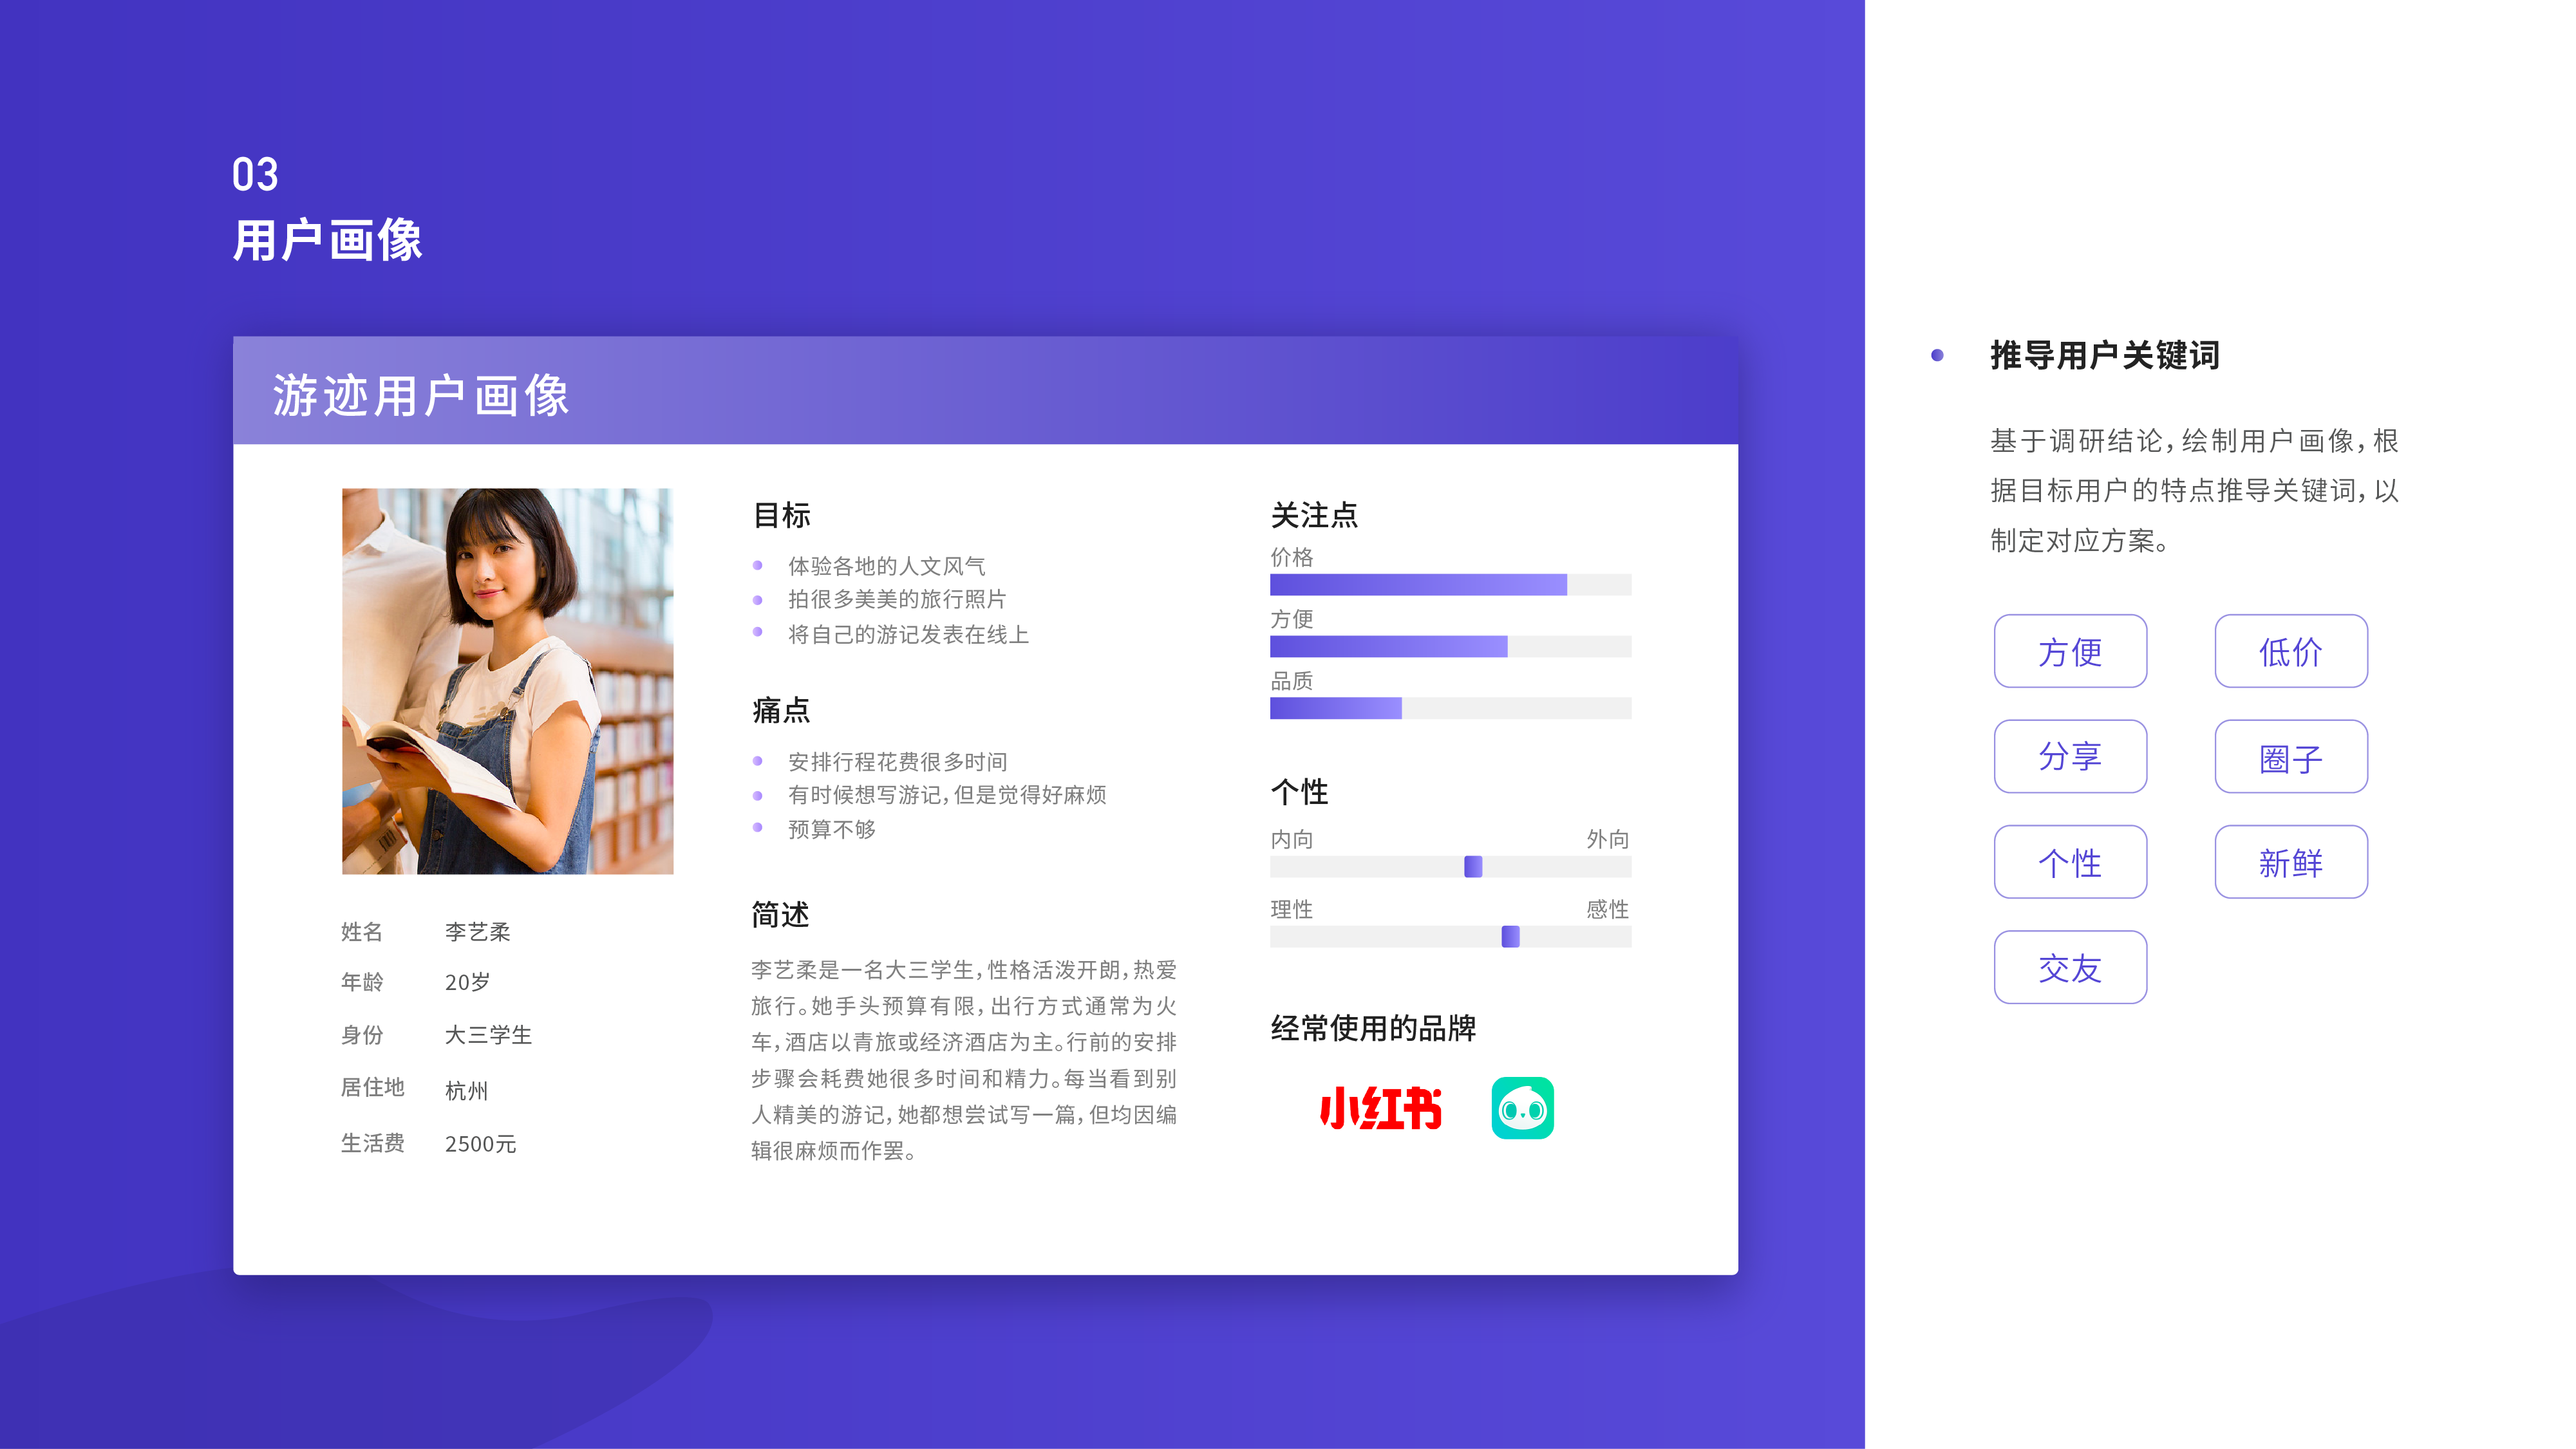 03
用户画像
游迹用户画像
姓名 李艺柔
年龄 20岁
身份 大三学生
居住地 杭州
生活费 2500元
目标
体验各地的人文风气
拍很多美美的旅行照片
将自己的游记发表在线上
痛点
安排行程花费很多时间
有时候想写游记，但是觉得好麻烦
预算不够
简述
李艺柔是一名大三学生，性格活泼开朗，热爱
旅行。她手头预算有限，出行方式通常为火
车，酒店以青旅或经济酒店为主。行前的安排
步骤会耗费她很多时间和精力。每当看到别
人精美的游记，她都想尝试写一篇，但均因编
辑很麻烦而作罢。
关注点
价格
方便
品质
个性
内向 外向
理性 感性
经常使用的品牌
小红书
推导用户关键词
基于调研结论，绘制用户画像，根
据目标用户的特点推导关键词，以
制定对应方案。
方便 低价
分享 圈子
个性 新鲜
交友